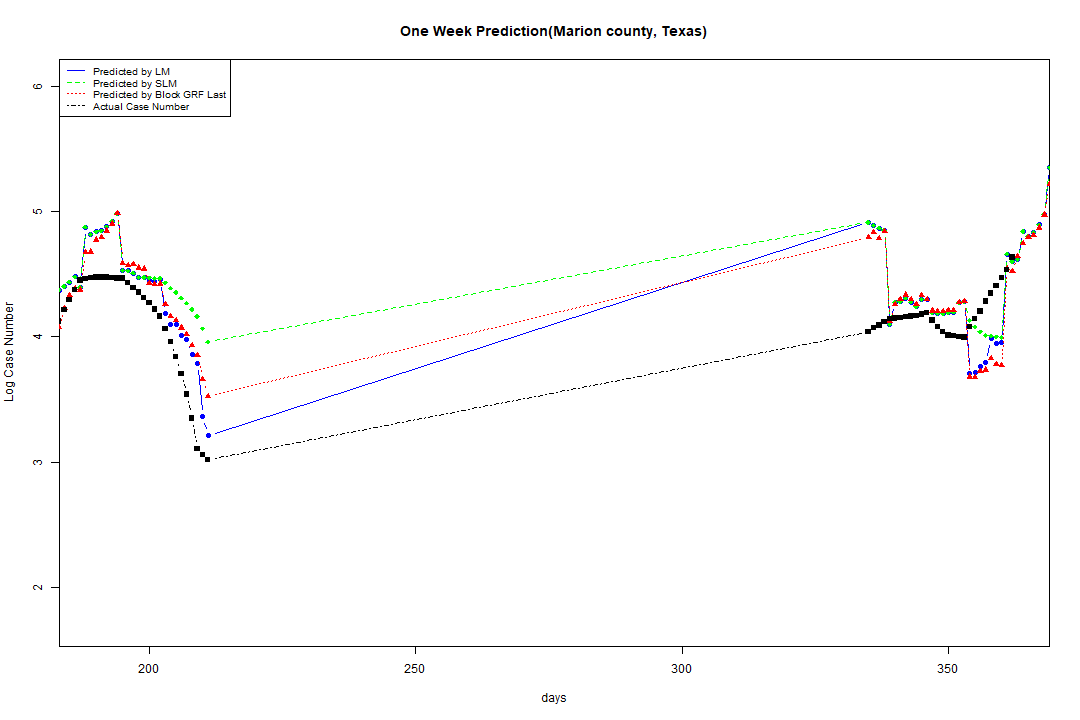 One Week Prediction(Marion county, Texas)
Predicted by LM
Predicted by SLM
Predicted by Block GRF Last
Actual Case Number
6
5
4
3
2
Log Case Number
200 250 300 350
days